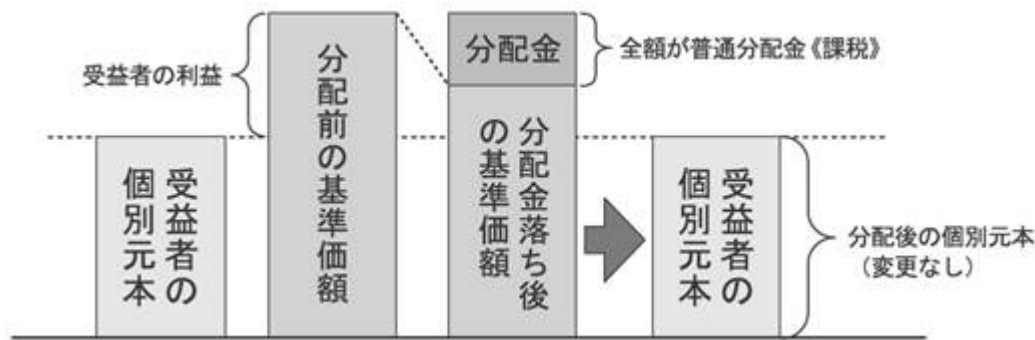 受益者の利益
受益者の
個別元本
分配前の基準価額
分配金
全額が普通分配金《課税》
分配金落ち後
の基準価額
受益者の
個別元本
分配後の個別元本
（変更なし）